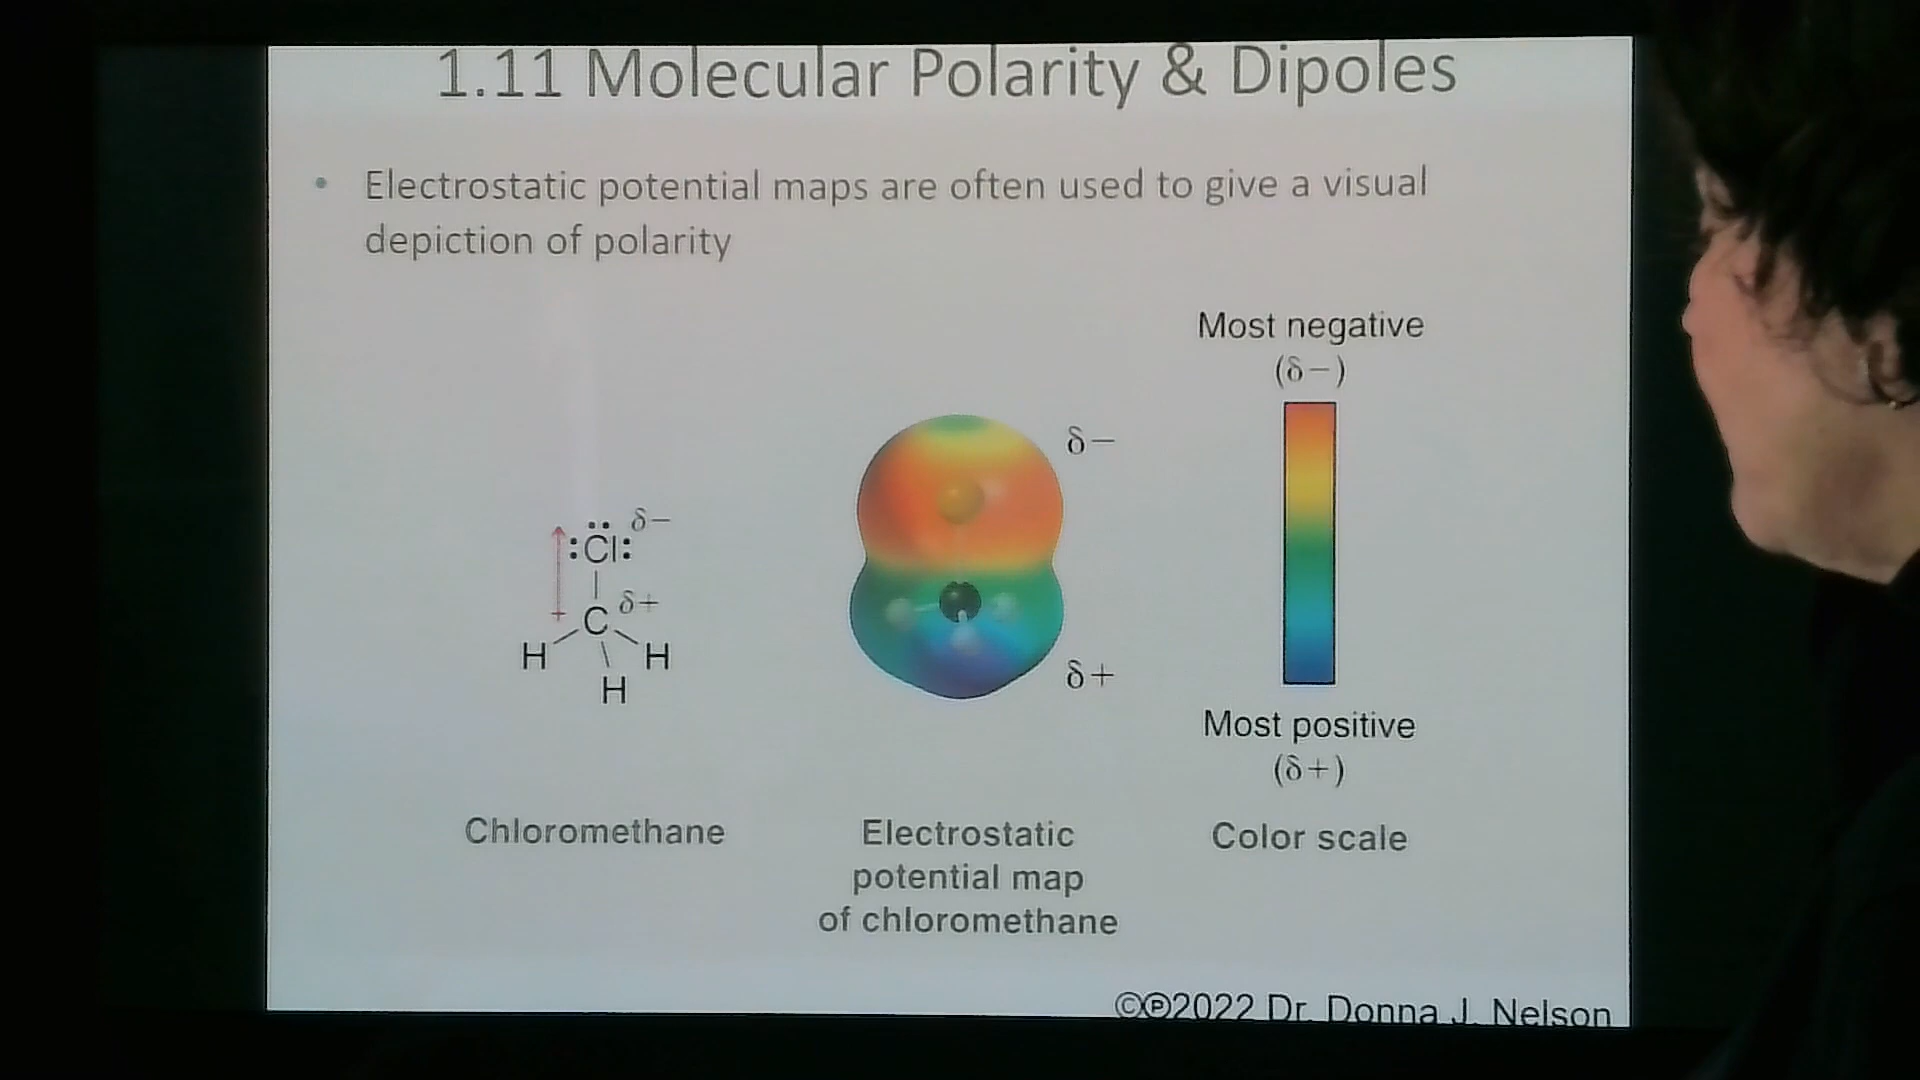 1.11 Molecular Polarity & Dipoles
• Electrostatic potential maps are often used to give a visual
depiction of polarity
:Cl: δ−
C δ+
H H
H
Chloromethane
δ−
δ+
Electrostatic
potential map
of chloromethane
Most negative
(δ−)
Most positive
(δ+)
Color scale
©℗2022 Dr. Donna J. Nelson